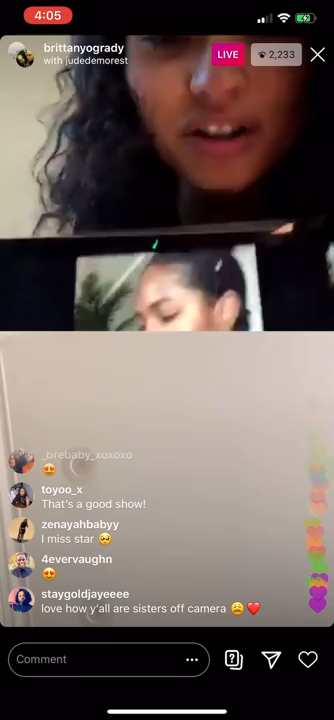 4:05
brittanyogrady
with judedemorest
LIVE
2,233
_brebaby_xoxoxo
😍
toyoo_x
That's a good show!
zenayahbabyy
I miss star 🥺
4evervaughn
😍
staygoldjayeeee
love how y'all are sisters off camera 😩❤️
Comment